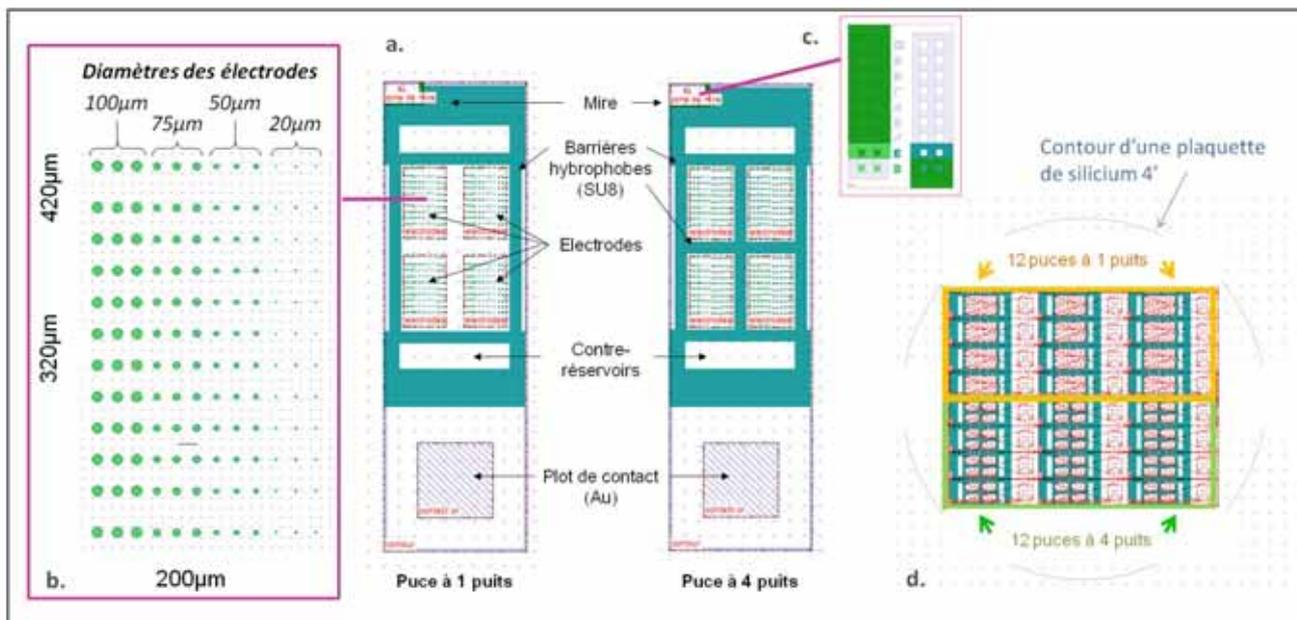 a.
c.
Diamètres des électrodes
100µm
50µm
75µm
20µm
420µm
320µm
200µm
b.
Mire
Barrières
hybrophobes
(SU8)
Electrodes
Contre-
réservoirs
Plot de contact
(Au)
Puce à 1 puits
Puce à 4 puits
Contour d'une plaquette
de silicium 4'
12 puces à 1 puits
12 puces à 4 puits
d.